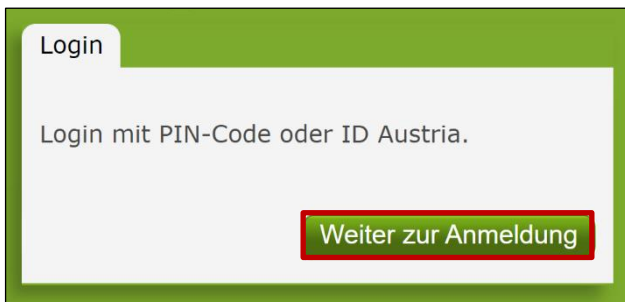 Login
Login mit PIN-Code oder ID Austria.
Weiter zur Anmeldung